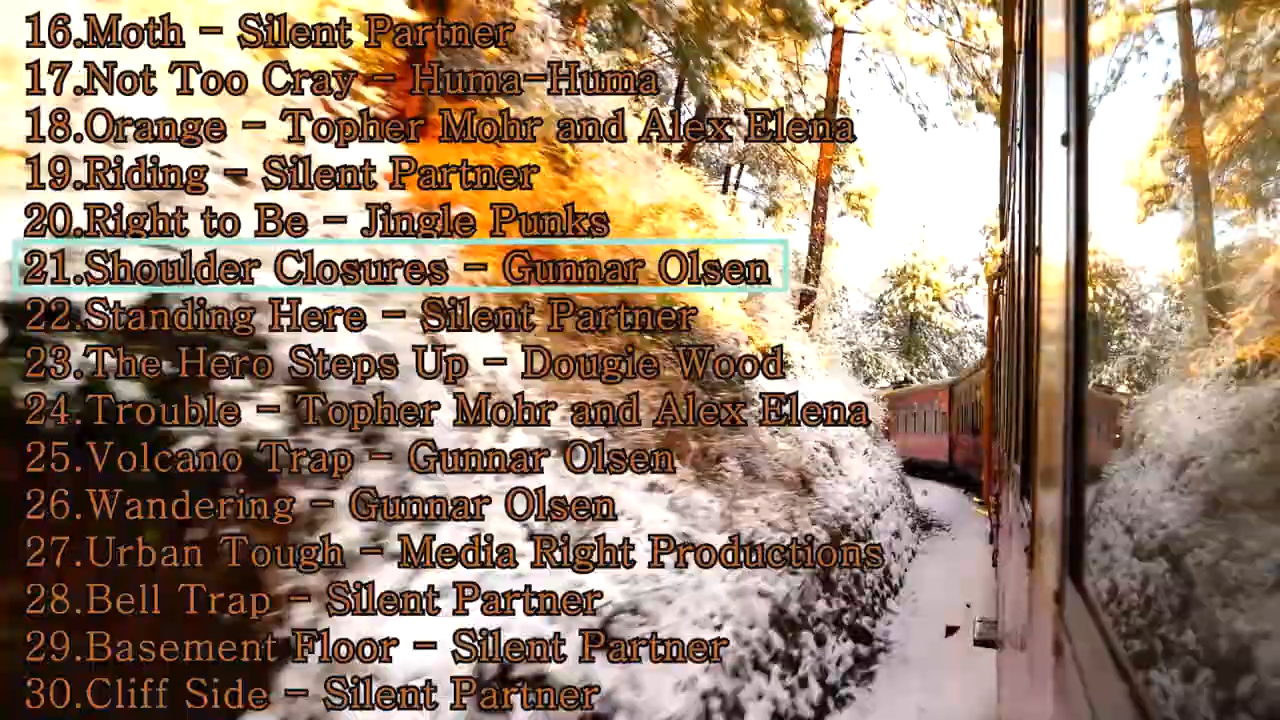 16.Moth - Silent Partner
17.Not Too Cray - Huma-Huma
18.Orange - Topher Mohr and Alex Elena
19.Riding - Silent Partner
20.Right to Be - Jingle Punks
21.Shoulder Closures - Gunnar Olsen
22.Standing Here - Silent Partner
23.The Hero Steps Up - Dougie Wood
24.Trouble - Topher Mohr and Alex Elena
25.Volcano Trap - Gunnar Olsen
26.Wandering - Gunnar Olsen
27.Urban Tough - Media Right Productions
28.Bell Trap - Silent Partner
29.Basement Floor - Silent Partner
30.Cliff Side - Silent Partner